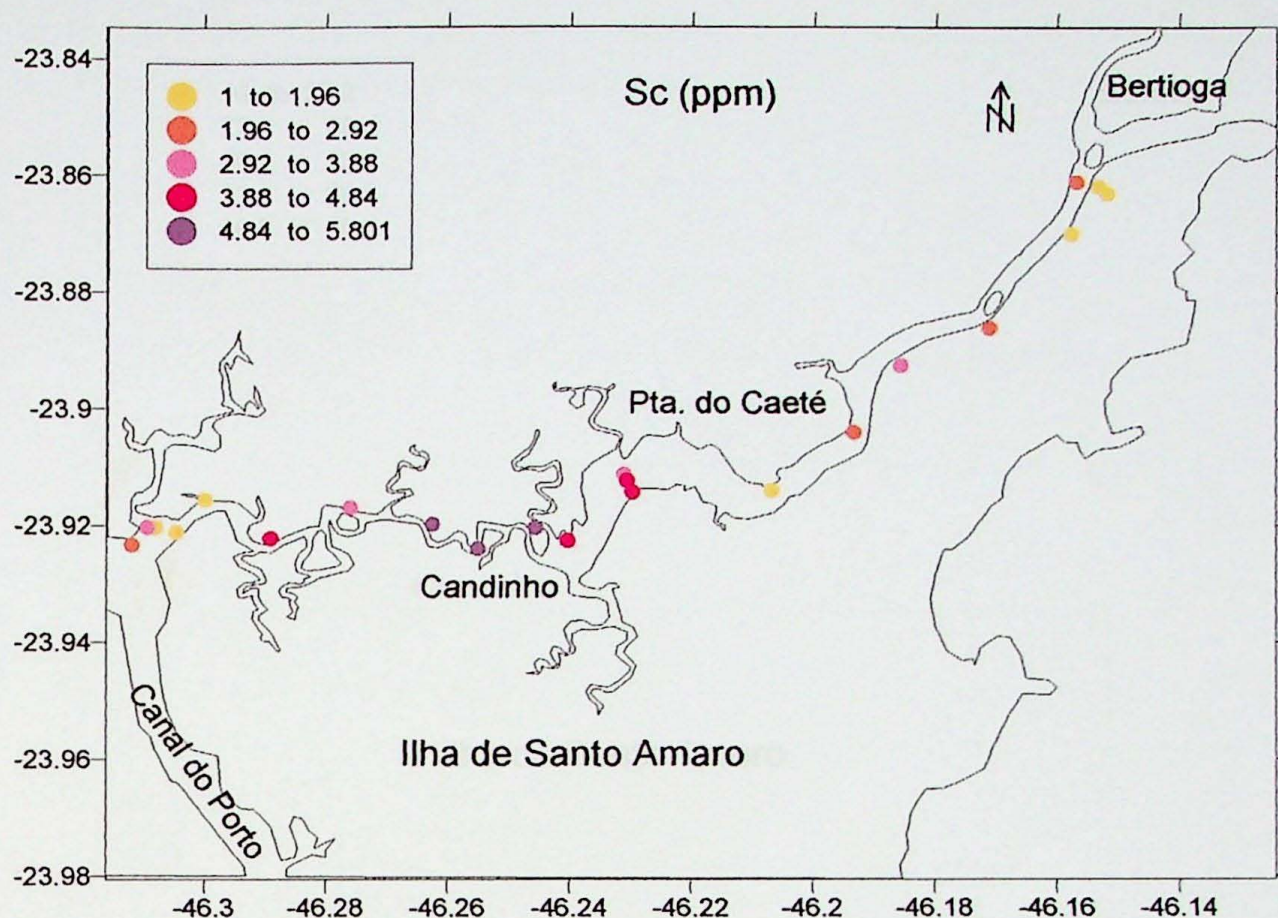 Sc (ppm)
N
Bertioga
1 to 1.96
1.96 to 2.92
2.92 to 3.88
3.88 to 4.84
4.84 to 5.801
Pta. do Caeté
Candinho
Ilha de Santo Amaro
Canal do Porto
-23.84
-23.86
-23.88
-23.9
-23.92
-23.94
-23.96
-23.98
-46.3 -46.28 -46.26 -46.24 -46.22 -46.2 -46.18 -46.16 -46.14